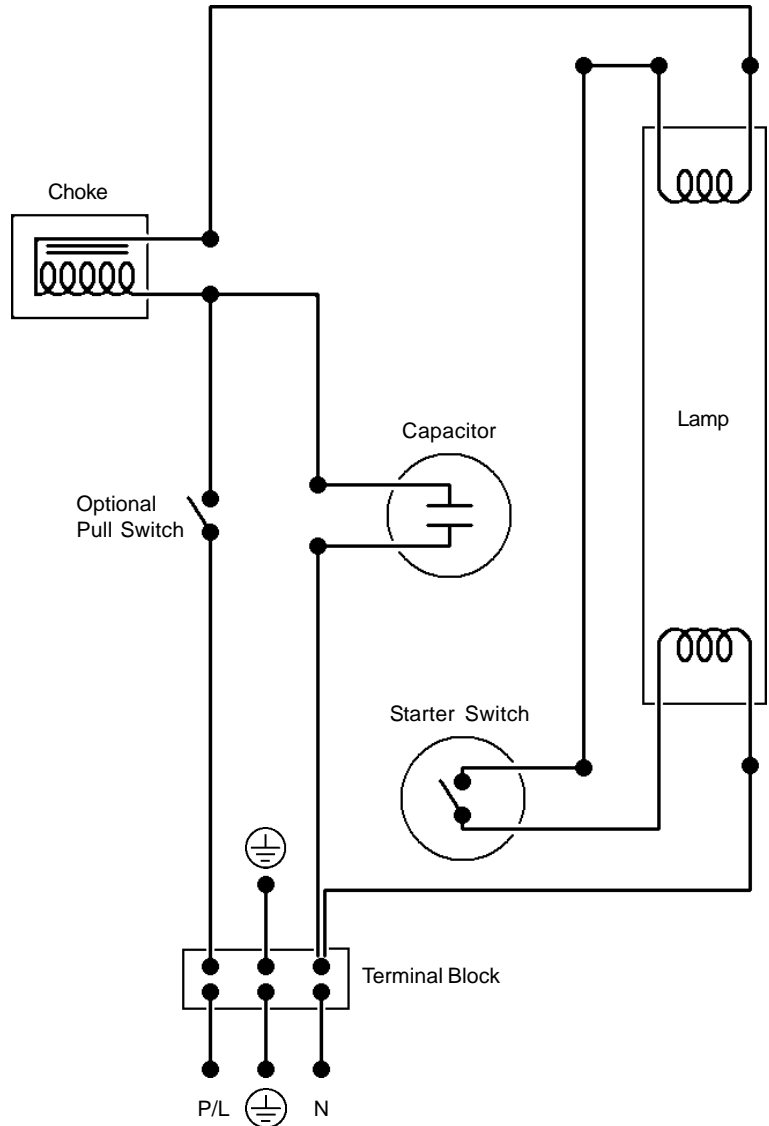 Choke
Lamp
Capacitor
Optional
Pull Switch
Starter Switch
Terminal Block
P/L
N